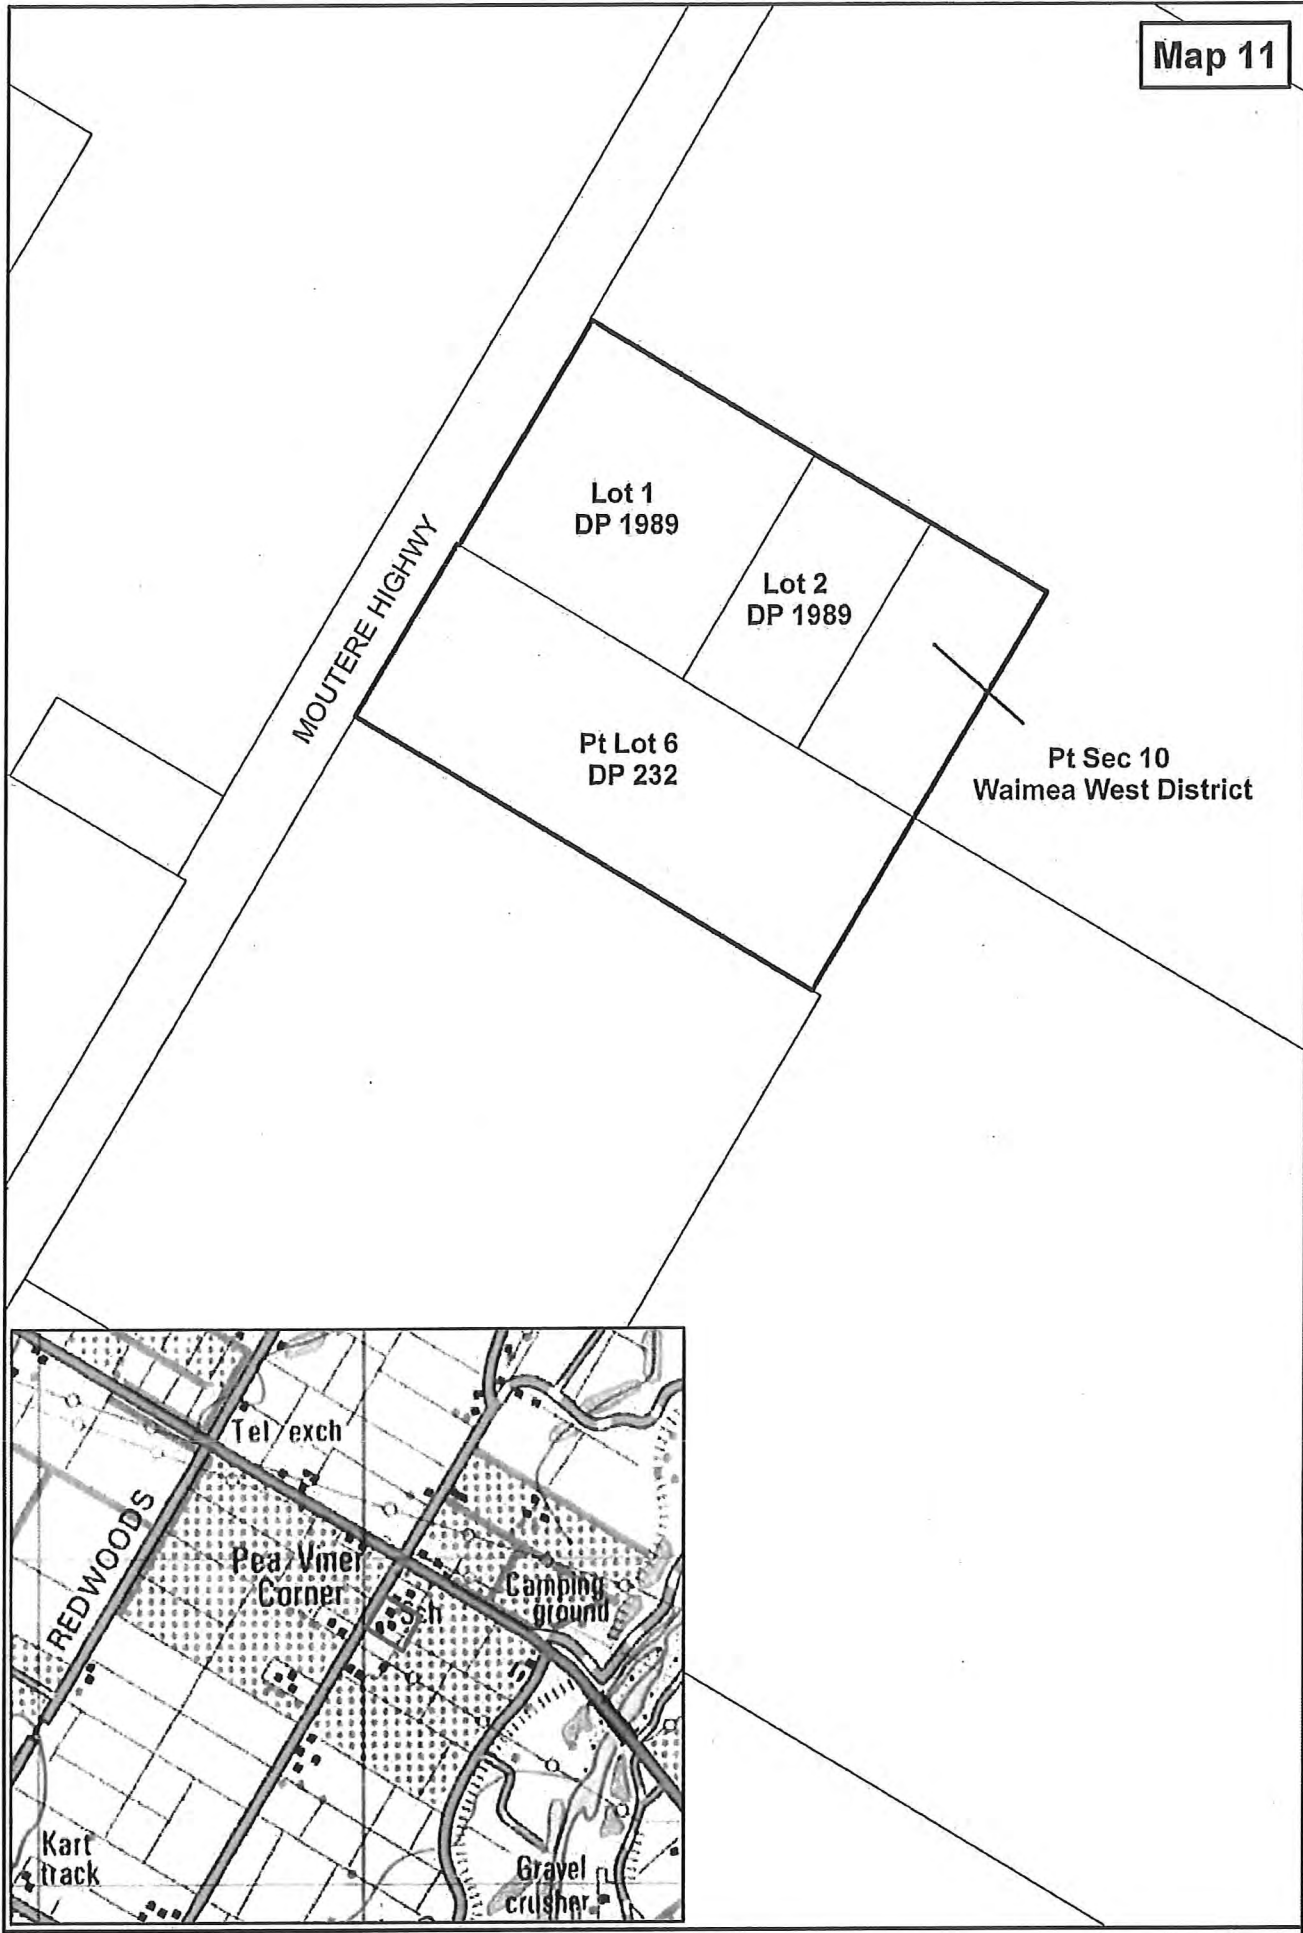 Map 11
Lot 1
DP 1989
Lot 2
DP 1989
MOUTERE HIGHWY
Pt Lot 6
DP 232
Pt Sec 10
Waimea West District
Tel exch
REDWOODS
Pea Viner
Corner
Sch
Camping
ground
Kart
track
Gravel
crusher